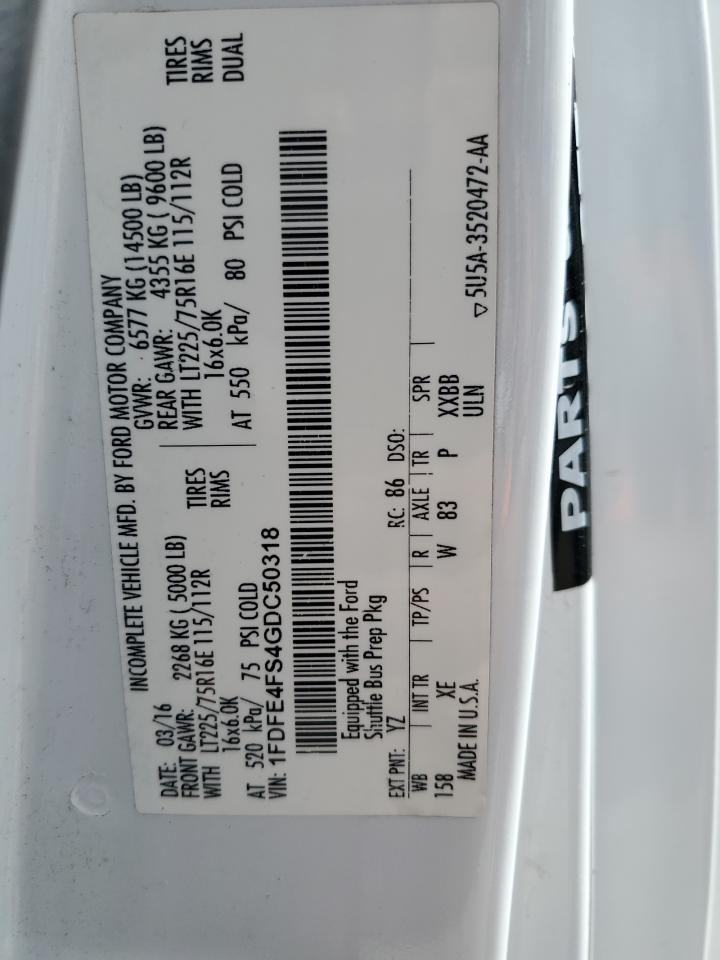 INCOMPLETE VEHICLE MFD. BY FORD MOTOR COMPANY
DATE: 03/16 GVWR: 6577 KG (14500 LB)
FRONT GAWR: 2268 KG (5000 LB) REAR GAWR: 4355 KG ( 9600 LB)
WITH LT225/75R16E 115/112R TIRES WITH LT225/75R16E 115/112R TIRES
16x6.0K RIMS 16x6.0K RIMS
AT 520 kPa/ 75 PSI COLD AT 550 kPa/ 80 PSI COLD DUAL
VIN: 1FDFE4FS4GDC50318
Equipped with the Ford
Shuttle Bus Prep Pkg
EXT PNT: YZ RC: 86 DSO:
WB INT TR TP/PS R AXLE TR SPR
158 XE W 83 P XXBB
MADE IN U.S.A. ULN
▽ 5U5A-3520472-AA
PARTS